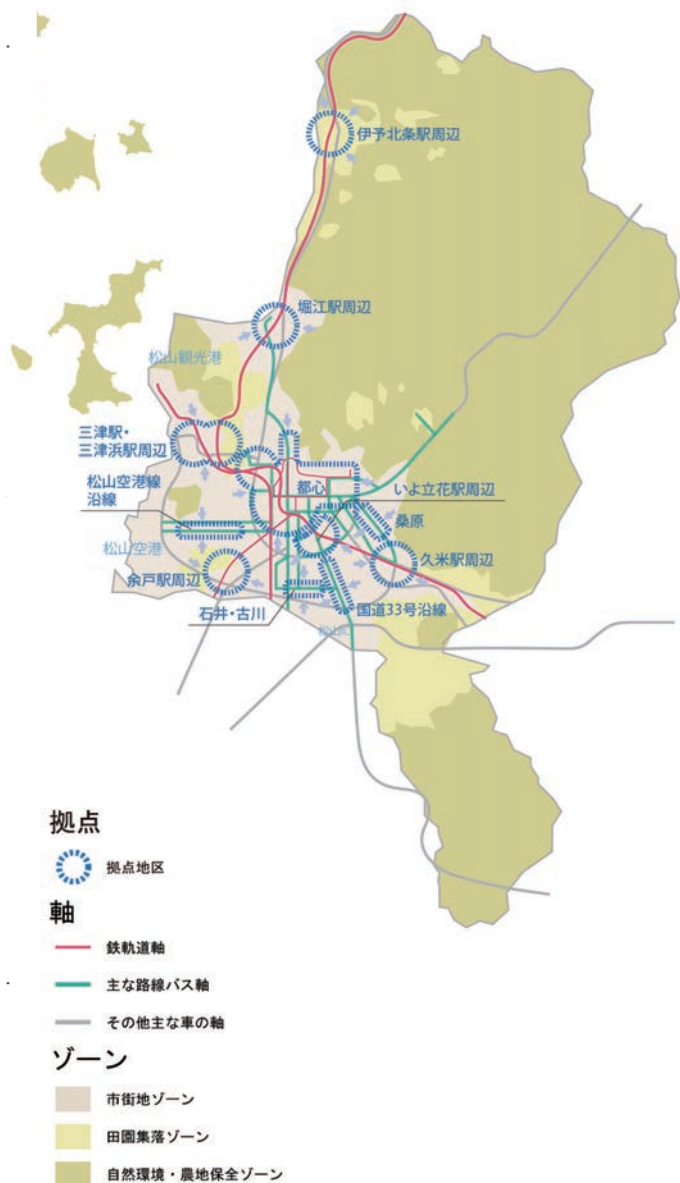 伊予北条駅周辺
堀江駅周辺
松山観光港
三津駅・
三津浜駅周辺
松山空港線
沿線
都心
いよ立花駅周辺
桑原
松山空港
久米駅周辺
余戸駅周辺
石井・古川
国道33号沿線
松山IC
拠点
拠点地区
軸
鉄軌道軸
主な路線バス軸
その他主な車の軸
ゾーン
市街地ゾーン
田園集落ゾーン
自然環境・農地保全ゾーン